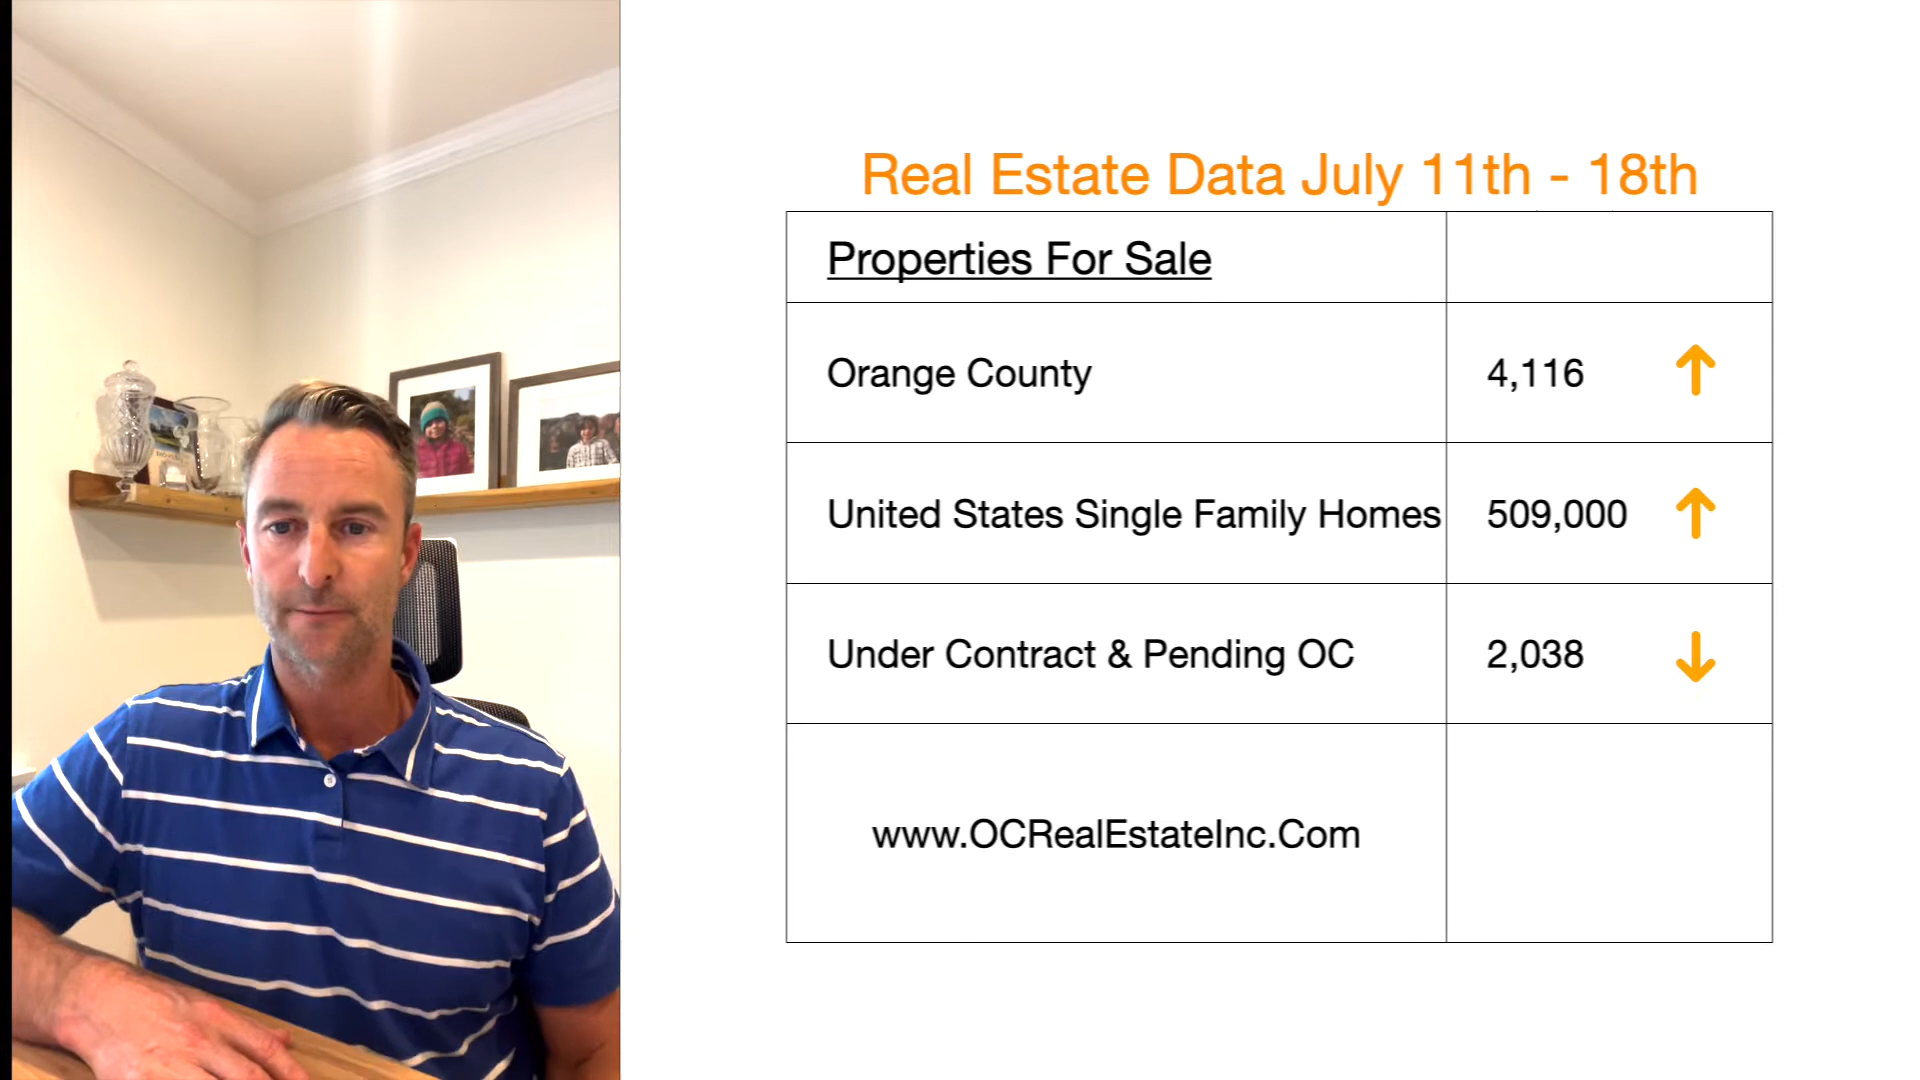 Real Estate Data July 11th - 18th
Properties For Sale
Orange County 4,116 ↑
United States Single Family Homes 509,000 ↑
Under Contract & Pending OC 2,038 ↓
www.OCRealEstateInc.Com